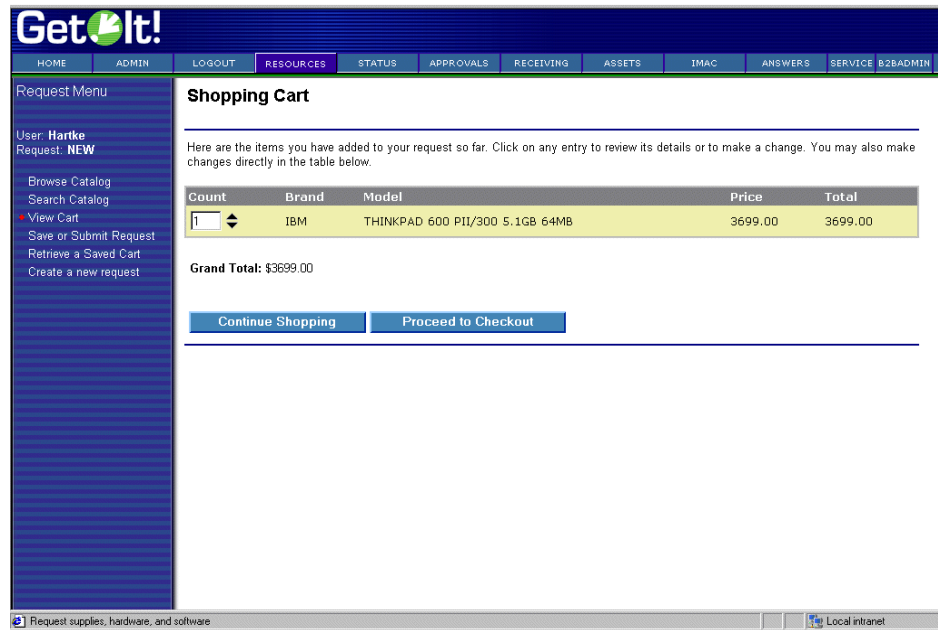 Get It!
HOME ADMIN LOGOUT RESOURCES STATUS APPROVALS RECEIVING ASSETS IMAC ANSWERS SERVICE B2BADMIN
Request Menu
User: Hartke
Request: NEW
Browse Catalog
Search Catalog
View Cart
Save or Submit Request
Retrieve a Saved Cart
Create a new request
Shopping Cart
Here are the items you have added to your request so far. Click on any entry to review its details or to make a change. You may also make
changes directly in the table below.
Count Brand Model Price Total
1 IBM THINKPAD 600 PII/300 5.1GB 64MB 3699.00 3699.00
Grand Total: $3699.00
Continue Shopping Proceed to Checkout
Request supplies, hardware, and software Local intranet